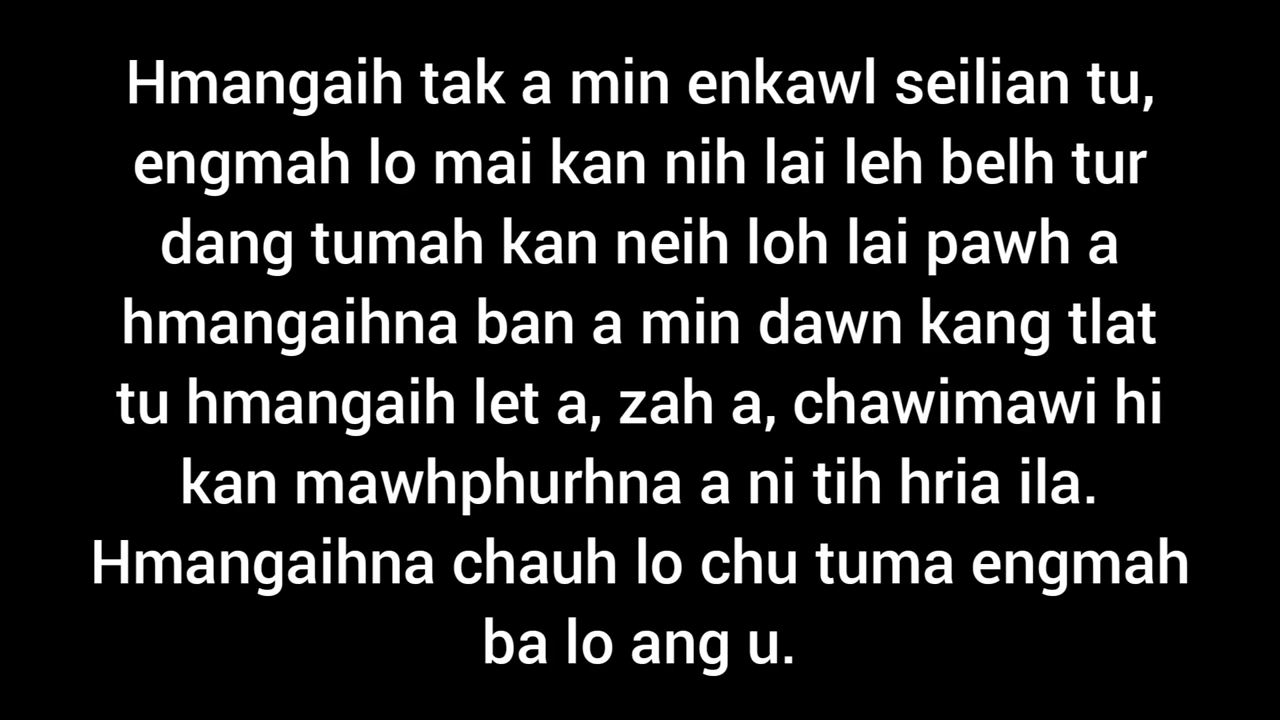 Hmangaih tak a min enkawl seilian tu,
engmah lo mai kan nih lai leh belh tur
dang tumah kan neih loh lai pawh a
hmangaihna ban a min dawn kang tlat
tu hmangaih let a, zah a, chawimawi hi
kan mawhphurhna a ni tih hria ila.
Hmangaihna chauh lo chu tuma engmah
ba lo ang u.